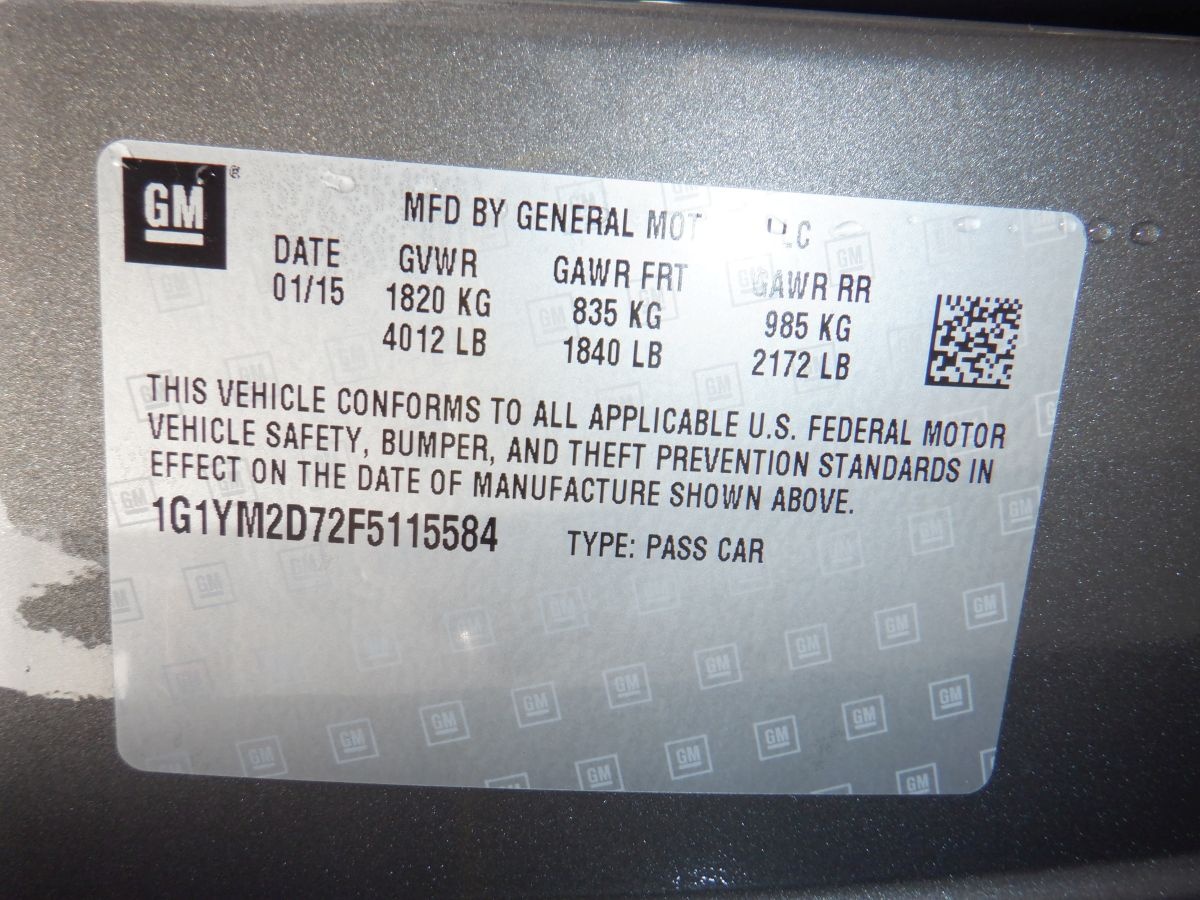 GM ®
MFD BY GENERAL MOT LLC
DATE GVWR GAWR FRT GAWR RR
01/15 1820 KG 835 KG 985 KG
4012 LB 1840 LB 2172 LB
THIS VEHICLE CONFORMS TO ALL APPLICABLE U.S. FEDERAL MOTOR
VEHICLE SAFETY, BUMPER, AND THEFT PREVENTION STANDARDS IN
EFFECT ON THE DATE OF MANUFACTURE SHOWN ABOVE.
1G1YM2D72F5115584 TYPE: PASS CAR